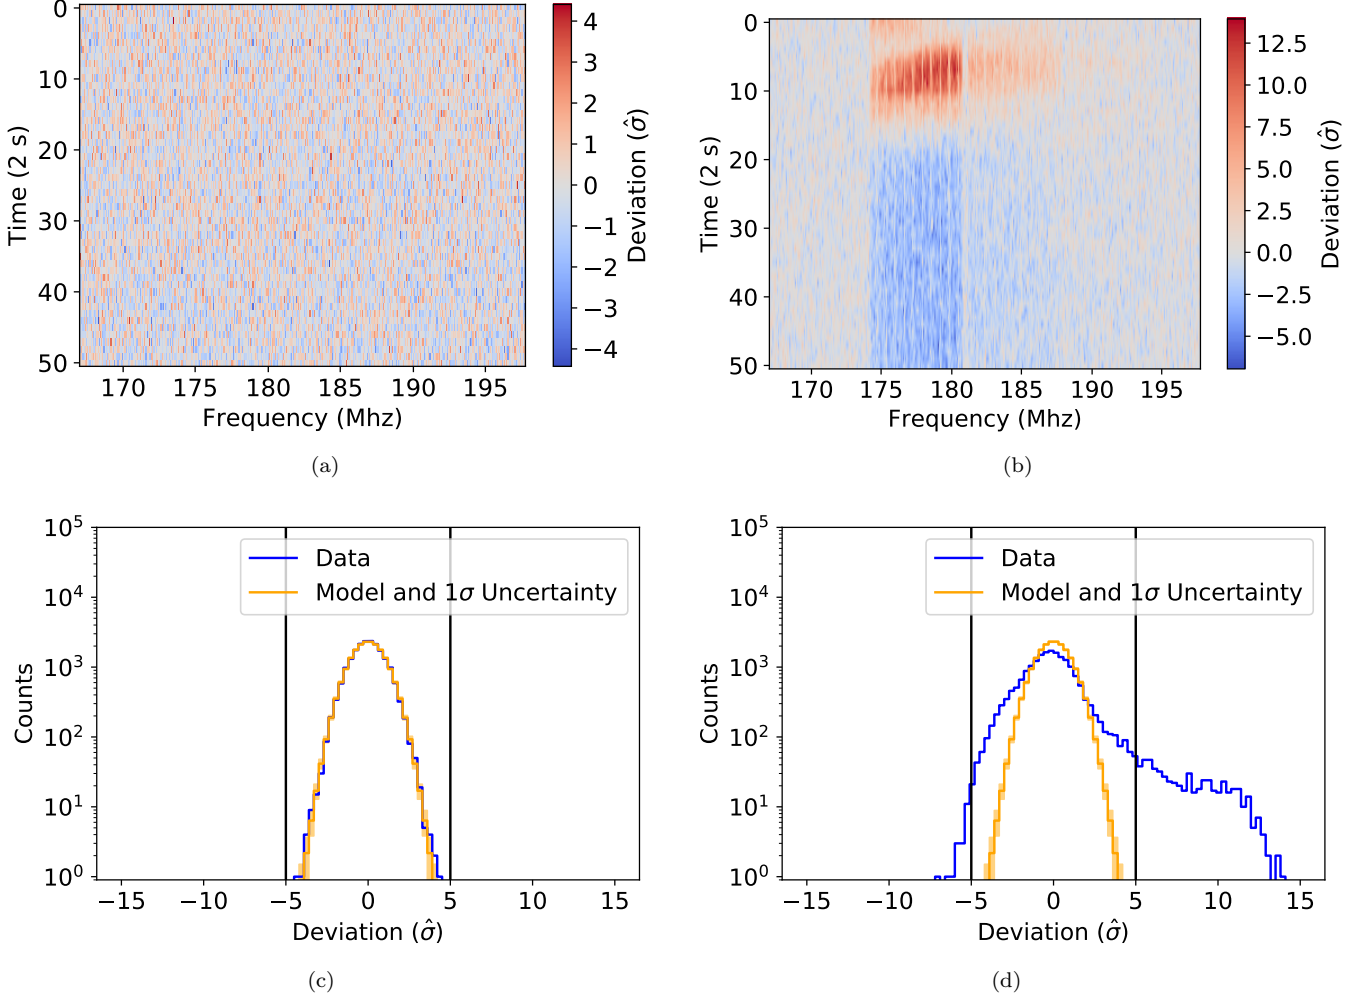 0
10
20
30
40
50
Time (2 s)
170 175 180 185 190 195
Frequency (Mhz)
4
3
2
1
0
−1
−2
−3
−4
Deviation (σ̂)
(a)
0
10
20
30
40
50
Time (2 s)
170 175 180 185 190 195
Frequency (Mhz)
12.5
10.0
7.5
5.0
2.5
0.0
−2.5
−5.0
Deviation (σ̂)
(b)
10⁵
10⁴
10³
10²
10¹
10⁰
Counts
Data
Model and 1σ Uncertainty
−15 −10 −5 0 5 10 15
Deviation (σ̂)
(c)
10⁵
10⁴
10³
10²
10¹
10⁰
Counts
Data
Model and 1σ Uncertainty
−15 −10 −5 0 5 10 15
Deviation (σ̂)
(d)